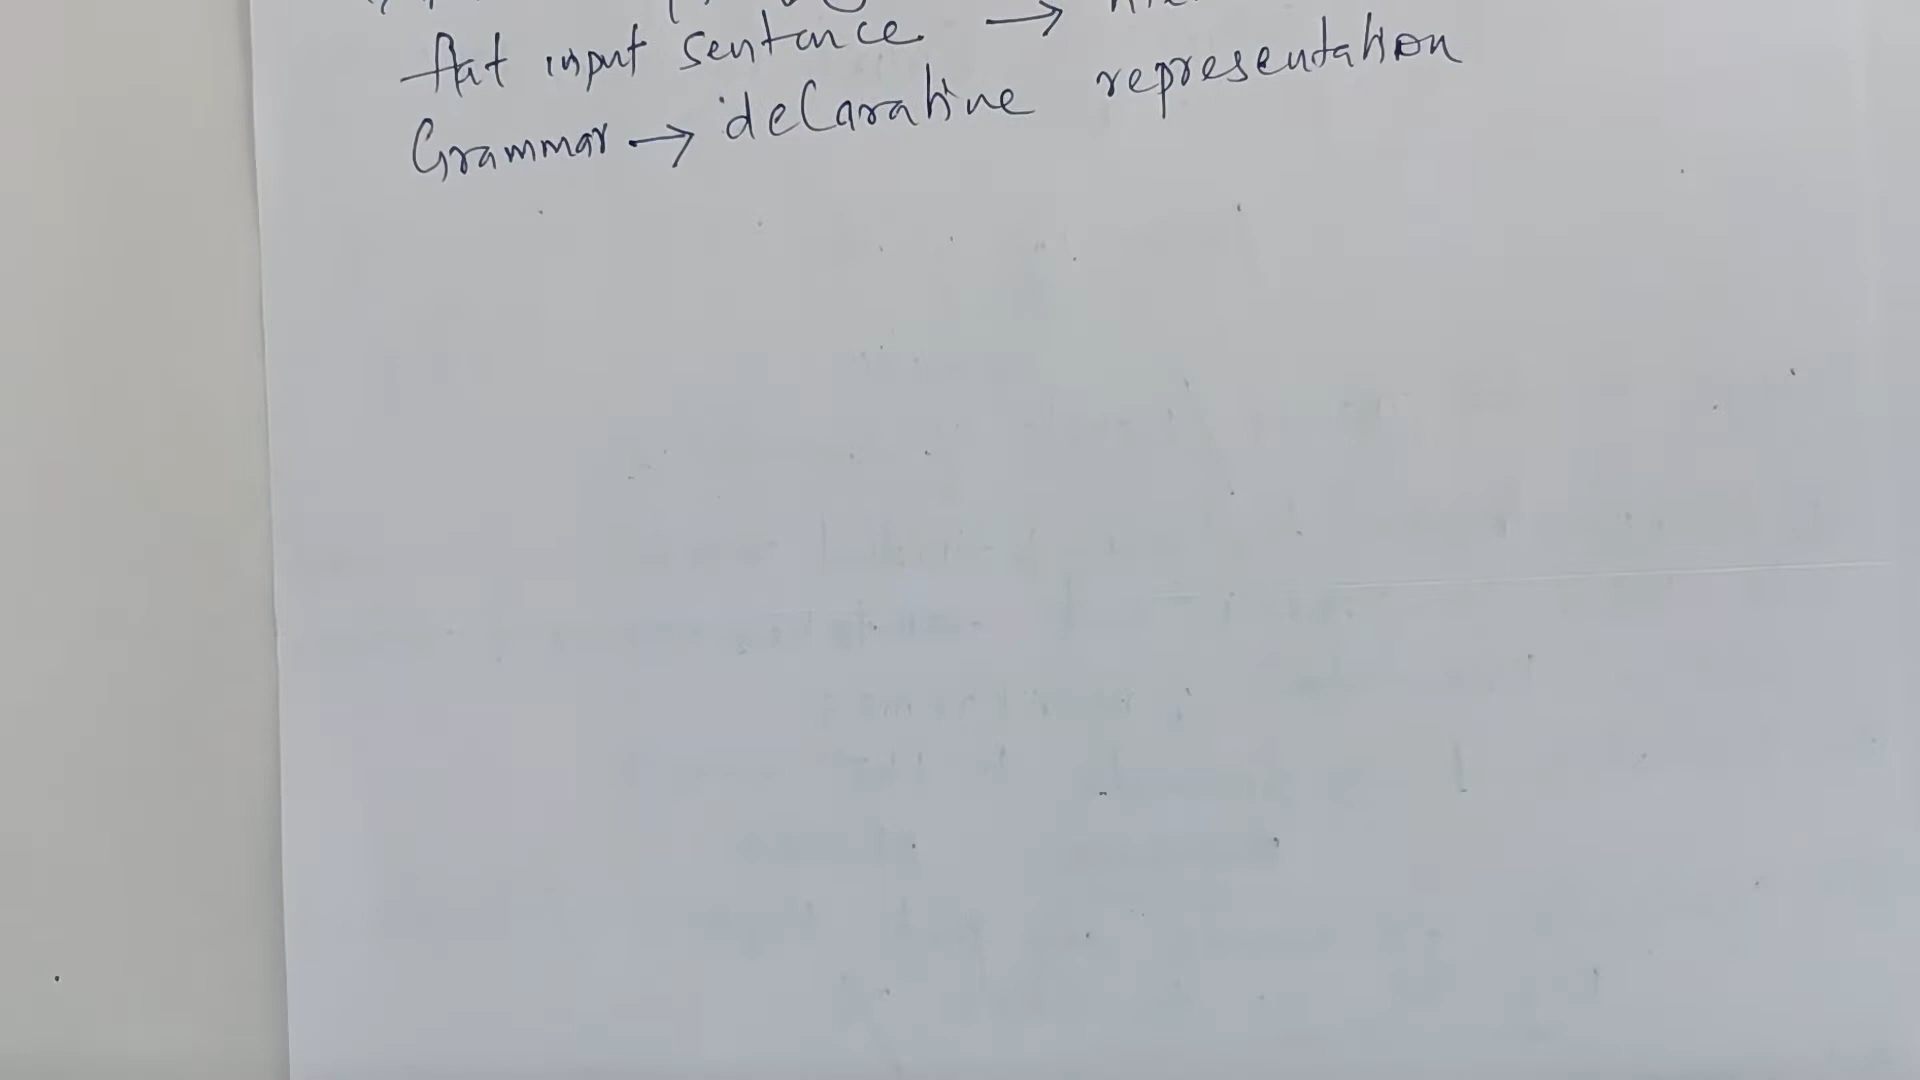 flat input sentence →
Grammar → declarative representation